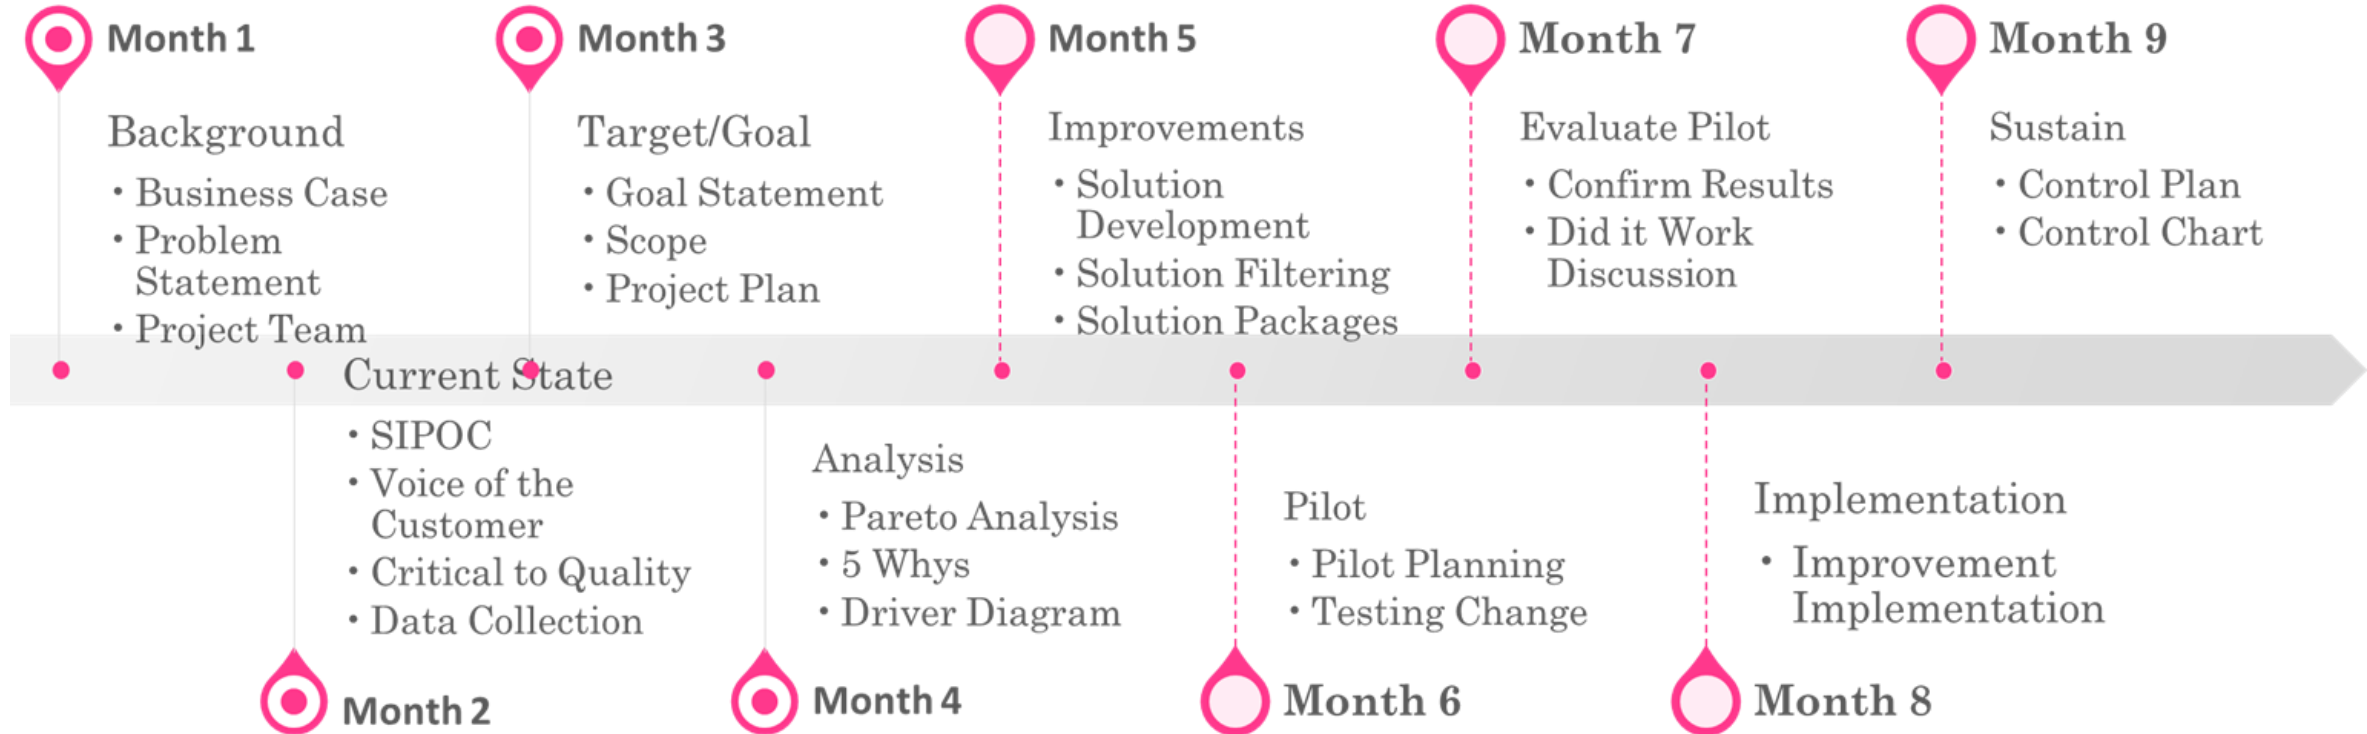 Month 1
Background
• Business Case
• Problem
Statement
• Project Team
Month 2
Current State
• SIPOC
• Voice of the
Customer
• Critical to Quality
• Data Collection
Month 3
Target/Goal
• Goal Statement
• Scope
• Project Plan
Month 4
Analysis
• Pareto Analysis
• 5 Whys
• Driver Diagram
Month 5
Improvements
• Solution
Development
• Solution Filtering
• Solution Packages
Month 6
Pilot
• Pilot Planning
• Testing Change
Month 7
Evaluate Pilot
• Confirm Results
• Did it Work
Discussion
Month 8
Implementation
• Improvement
Implementation
Month 9
Sustain
• Control Plan
• Control Chart